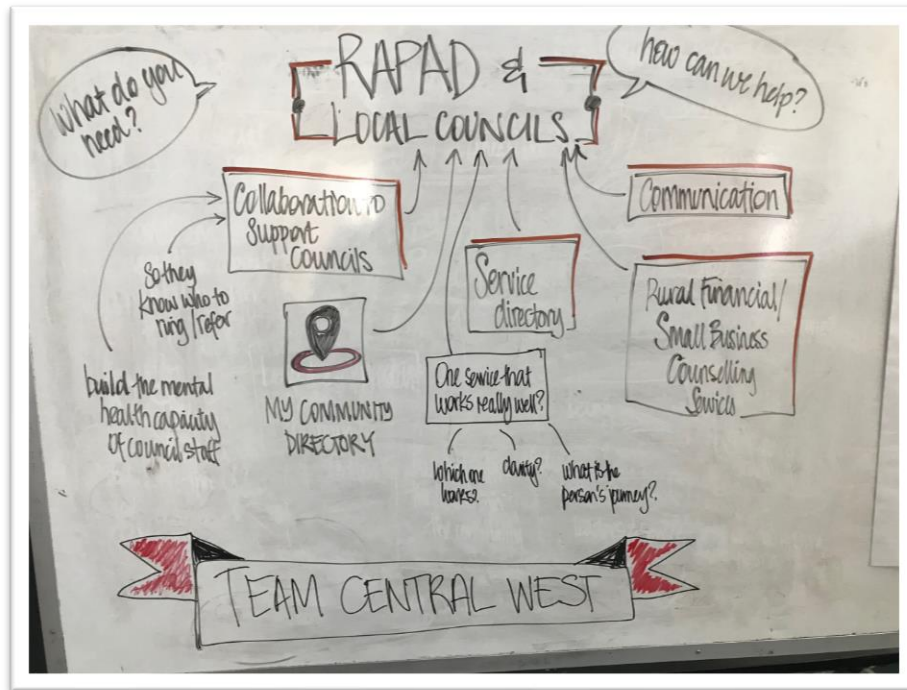 What do you
need?
RAPAD &
LOCAL COUNCILS.
how can we help?
Collaboration to
Support
Councils
So they
know who to
ring/refer
build the mental
health capacity
of council staff
MY COMMUNITY
DIRECTORY
Service
directory
One service that
works really well?
Which one
works?
clarity?
What is the
person's journey?
Communication
Rural Financial/
Small Business
Counselling
Services
TEAM CENTRAL WEST